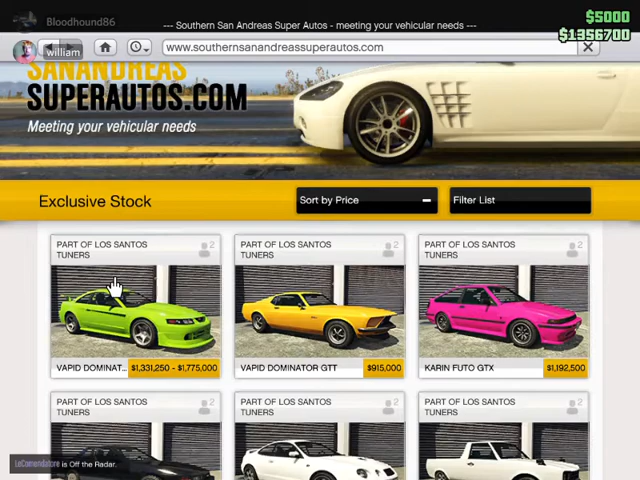 Bloodhound86
--- Southern San Andreas Super Autos - meeting your vehicular needs ---
$5000
$1356700
william
www.southernsanandreassuperautos.com
SANANDREAS
SUPERAUTOS.COM
Meeting your vehicular needs
Exclusive Stock
Sort by Price
Filter List
PART OF LOS SANTOS TUNERS
2
PART OF LOS SANTOS TUNERS
2
PART OF LOS SANTOS TUNERS
2
VAPID DOMINAT... $1,331,250 - $1,775,000
VAPID DOMINATOR GTT $915,000
KARIN FUTO GTX $1,192,500
PART OF LOS SANTOS TUNERS
2
PART OF LOS SANTOS TUNERS
2
PART OF LOS SANTOS TUNERS
2
LeComendatore is Off the Radar.